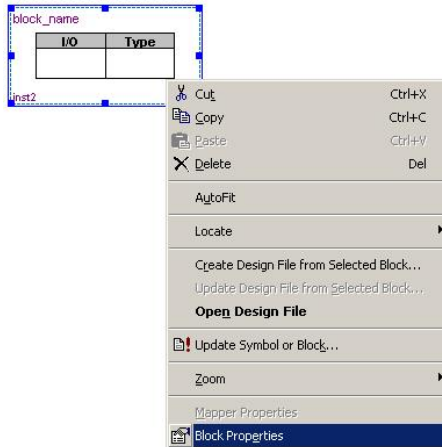 block_name
I/O Type
inst2
Cut Ctrl+X
Copy Ctrl+C
Paste Ctrl+V
Delete Del
AutoFit
Locate
Create Design File from Selected Block...
Update Design File from Selected Block...
Open Design File
Update Symbol or Block...
Zoom
Mapper Properties
Block Properties